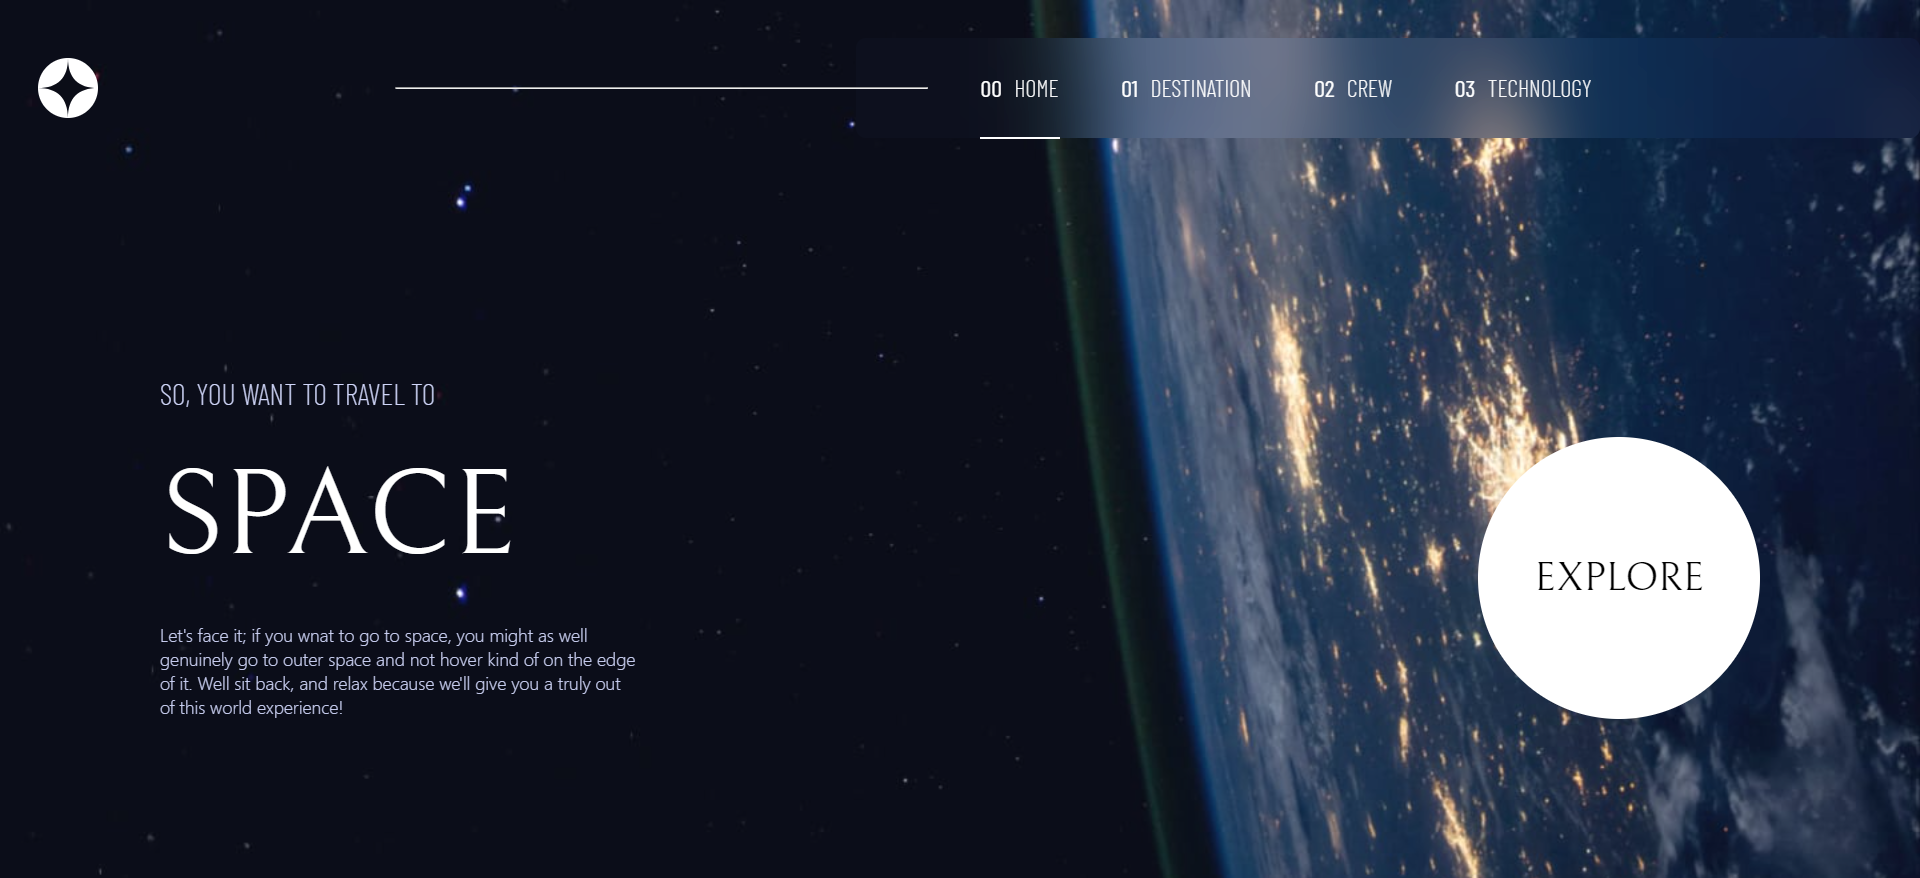 00 HOME 01 DESTINATION 02 CREW 03 TECHNOLOGY
SO, YOU WANT TO TRAVEL TO
SPACE
Let's face it; if you wnat to go to space, you might as well
genuinely go to outer space and not hover kind of on the edge
of it. Well sit back, and relax because we'll give you a truly out
of this world experience!
EXPLORE